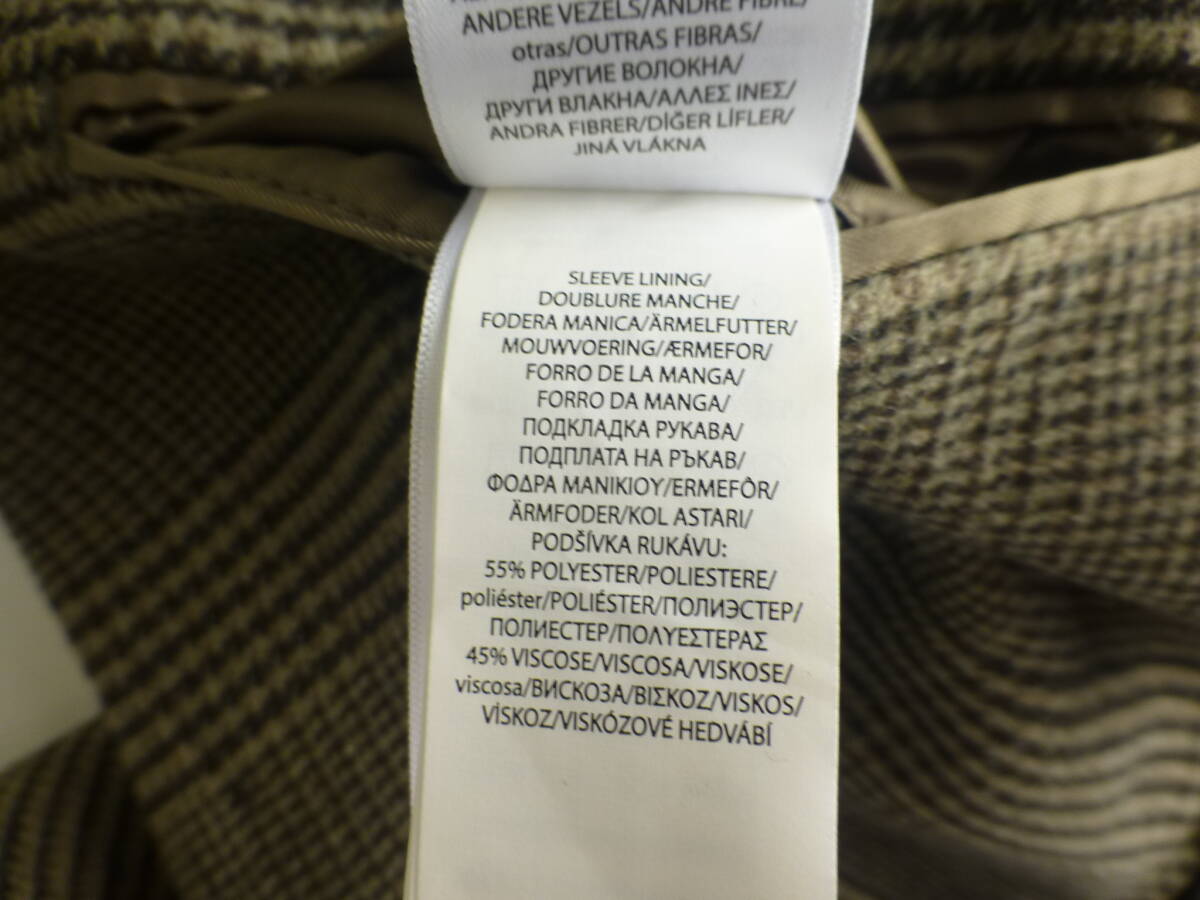 ANDERE VEZELS/ANDRE FIBRE/
otras/OUTRAS FIBRAS/
ДРУГИЕ ВОЛОКНА/
ДРУГИ ВЛАКНА/ΑΛΛΕΣ ΙΝΕΣ/
ANDRA FIBRER/DİĞER LİFLER/
JINÁ VLÁKNA
SLEEVE LINING/
DOUBLURE MANCHE/
FODERA MANICA/ÄRMELFUTTER/
MOUWVOERING/ÆRMEFOR/
FORRO DE LA MANGA/
FORRO DA MANGA/
ПОДКЛАДКА РУКАВА/
ПОДПЛАТА НА РЪКАВ/
ΦΟΔΡΑ ΜΑΝΙΚΙΟΥ/ERMEFÔR/
ÄRMFODER/KOL ASTARI/
PODŠÍVKA RUKÁVU:
55% POLYESTER/POLIESTERE/
poliéster/POLIÉSTER/ПОЛИЭСТЕР/
ПОЛИЕСТЕР/ΠΟΛΥΕΣΤΕΡΑΣ
45% VISCOSE/VISCOSA/VISKOSE/
viscosa/ВИСКОЗА/ΒΙΣΚΟΖ/VISKOS/
VİSKOZ/VISKÓZOVÉ HEDVÁBÍ